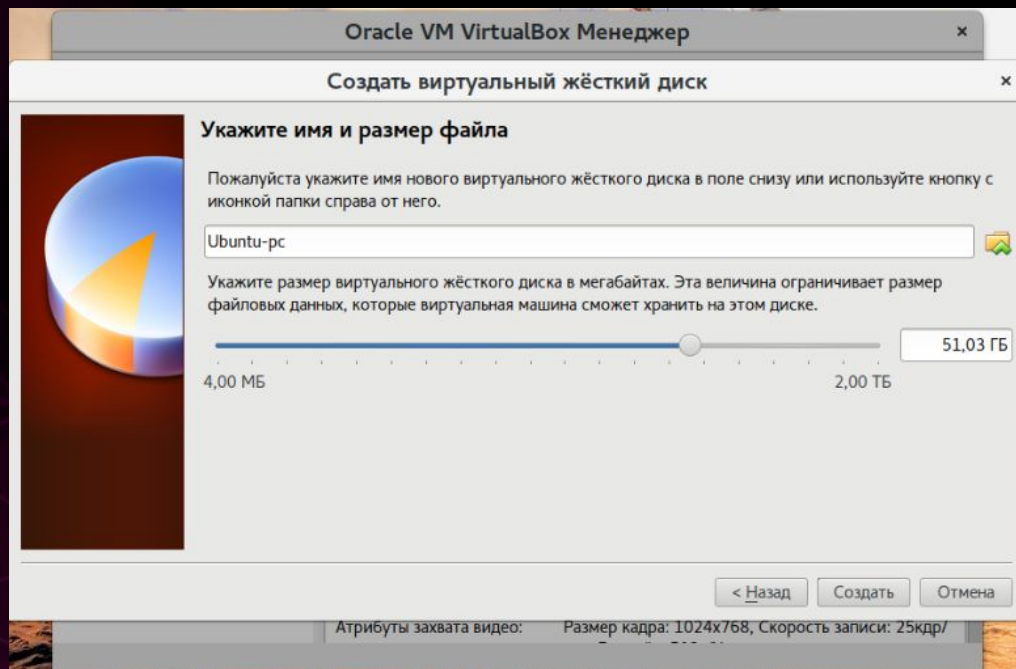 Oracle VM VirtualBox Менеджер
Создать виртуальный жёсткий диск
Укажите имя и размер файла
Пожалуйста укажите имя нового виртуального жёсткого диска в поле снизу или используйте кнопку с
иконкой папки справа от него.
Ubuntu-pc
Укажите размер виртуального жёсткого диска в мегабайтах. Эта величина ограничивает размер
файловых данных, которые виртуальная машина сможет хранить на этом диске.
51,03 ГБ
4,00 МБ 2,00 ТБ
< Назад Создать Отмена
Атрибуты захвата видео: Размер кадра: 1024x768, Скорость записи: 25кдр/